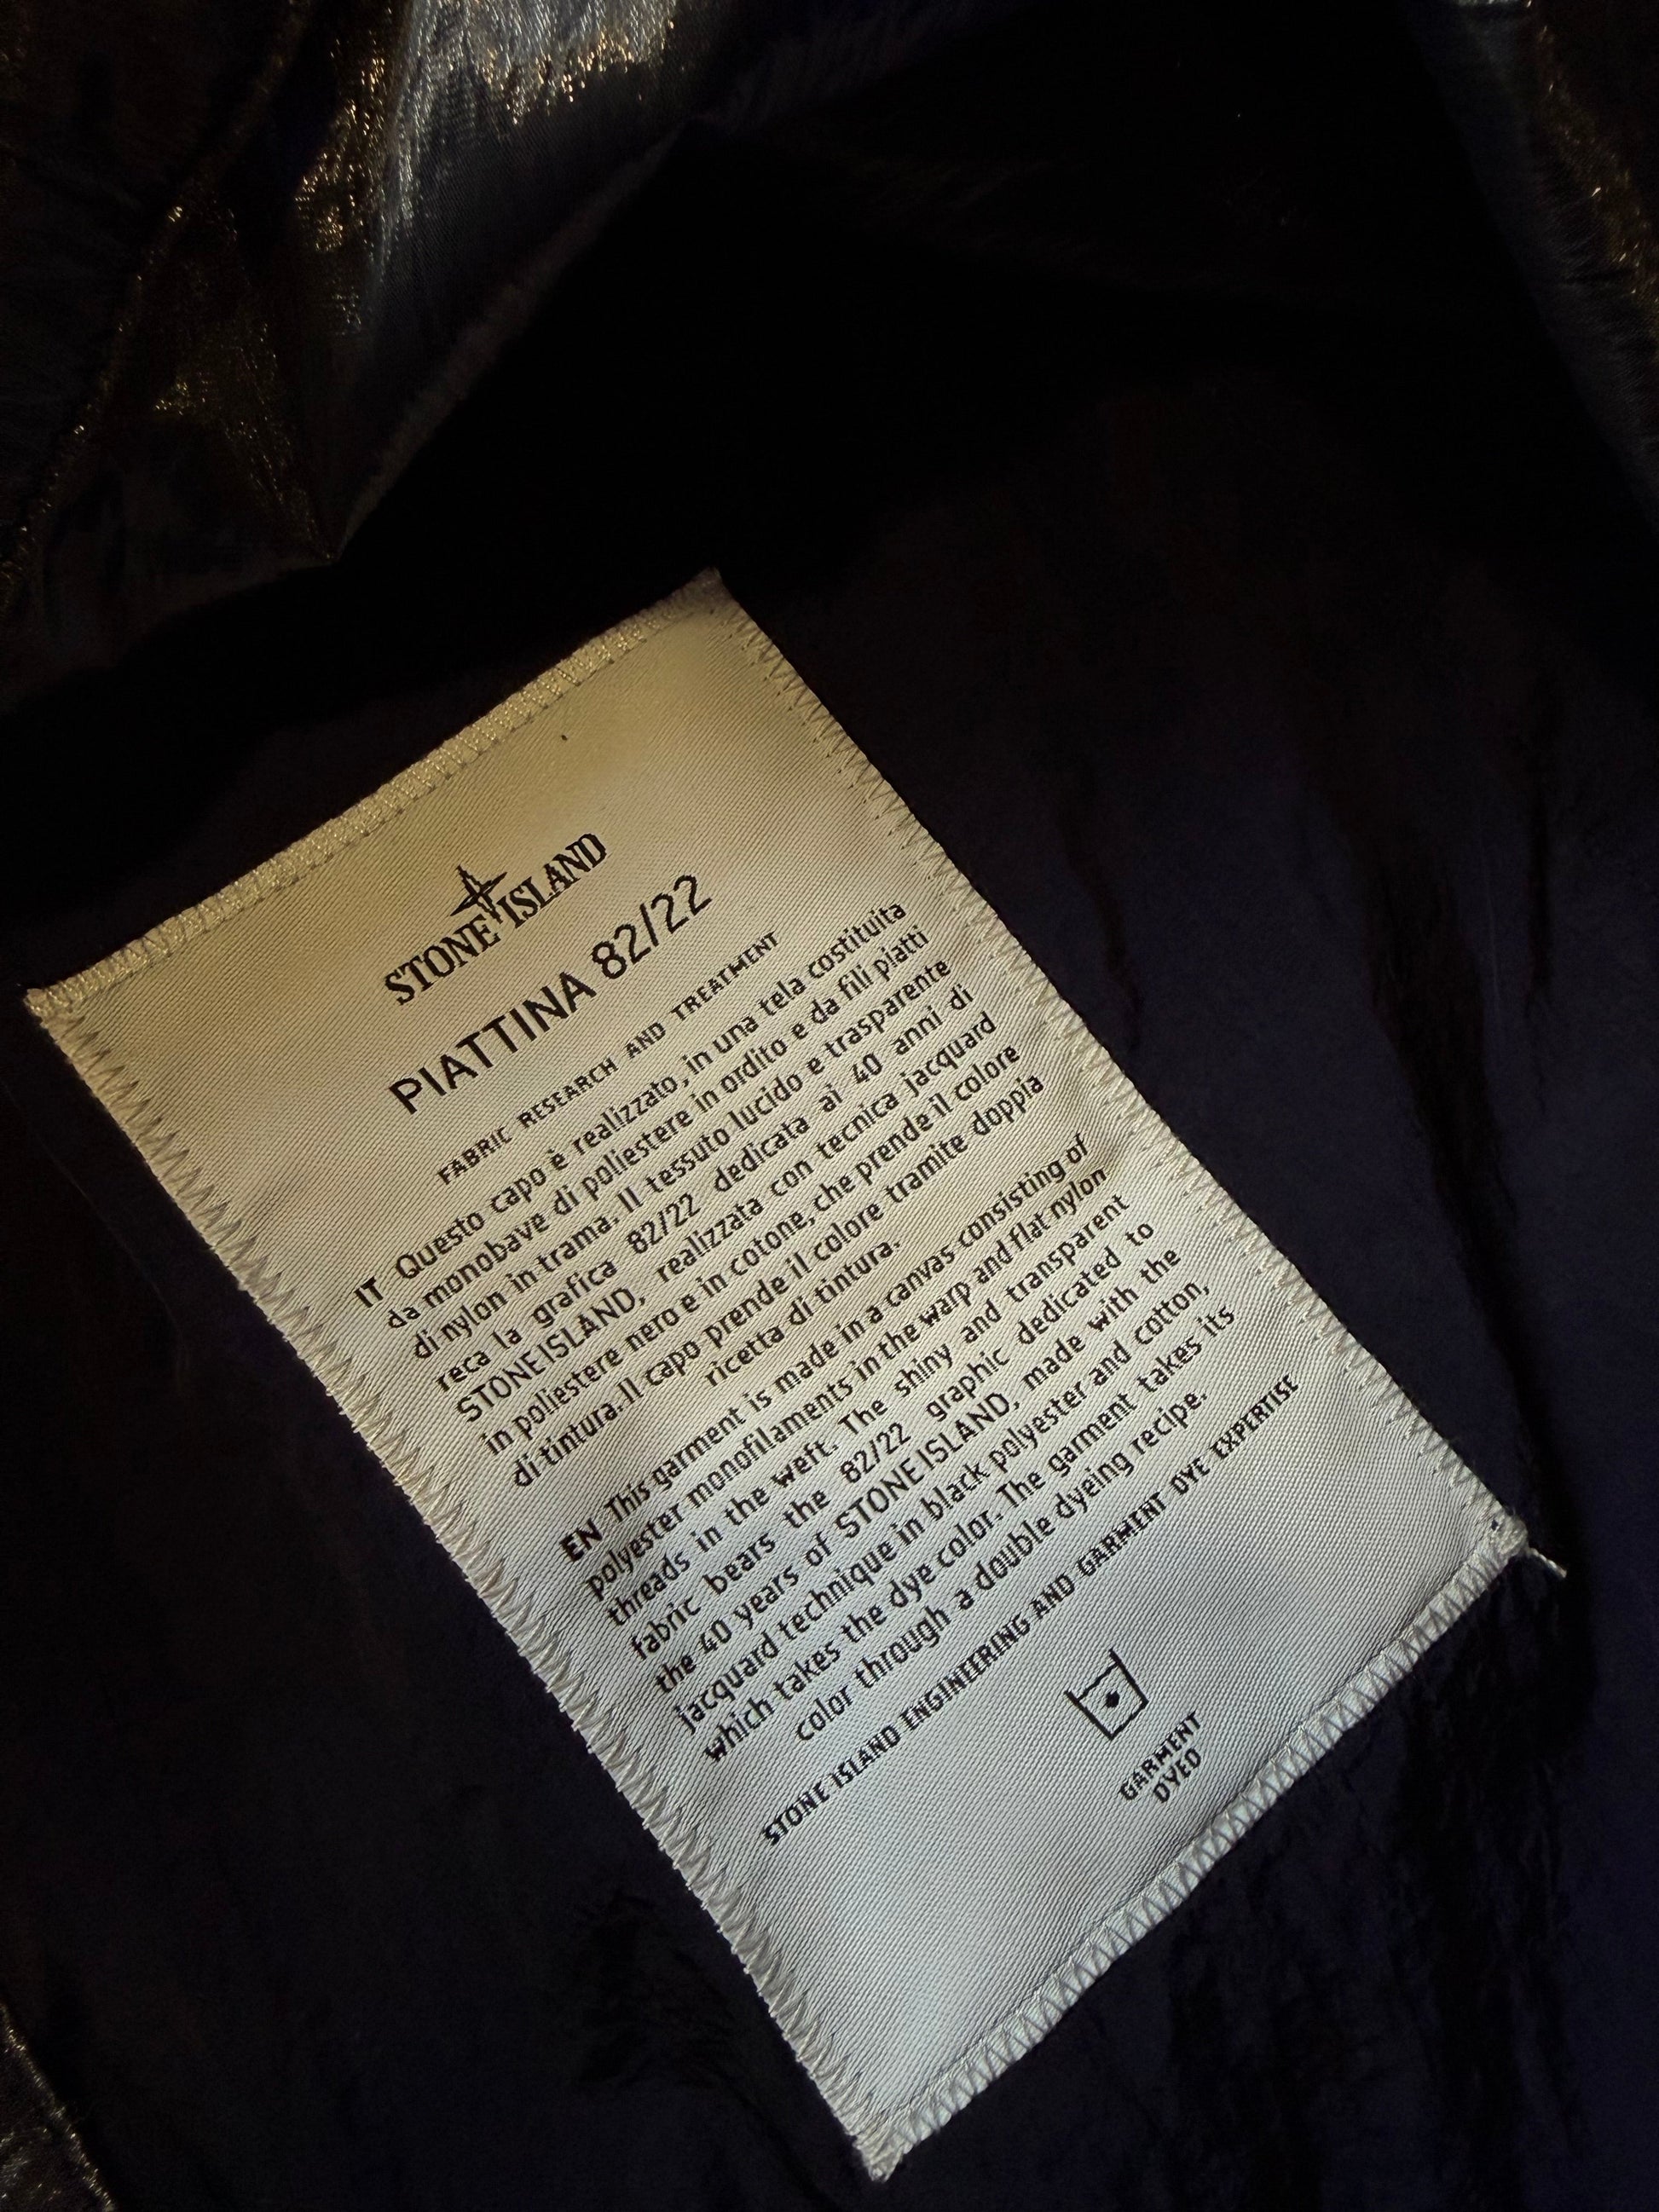 STONE ISLAND
PIATTINA 82/22
FABRIC RESEARCH AND TREATMENT
IT Questo capo è realizzato, in una tela costituita
da monobave di poliestere in ordito e da fili piatti
di nylon in trama. Il tessuto lucido e trasparente
reca la grafica 82/22 dedicata ai 40 anni di
STONE ISLAND, realizzata con tecnica jacquard
in poliestere nero e in cotone, che prende il colore
di tintura. Il capo prende il colore tramite doppia
ricetta di tintura.
EN This garment is made in a canvas consisting of
polyester monofilaments in the warp and flat nylon
threads in the weft. The shiny and transparent
fabric bears the 82/22 graphic dedicated to
the 40 years of STONE ISLAND, made with the
jacquard technique in black polyester and cotton,
which takes the dye color. The garment takes its
color through a double dyeing recipe.
STONE ISLAND ENGINEERING AND GARMENT DYE EXPERTISE
GARMENT
DYED